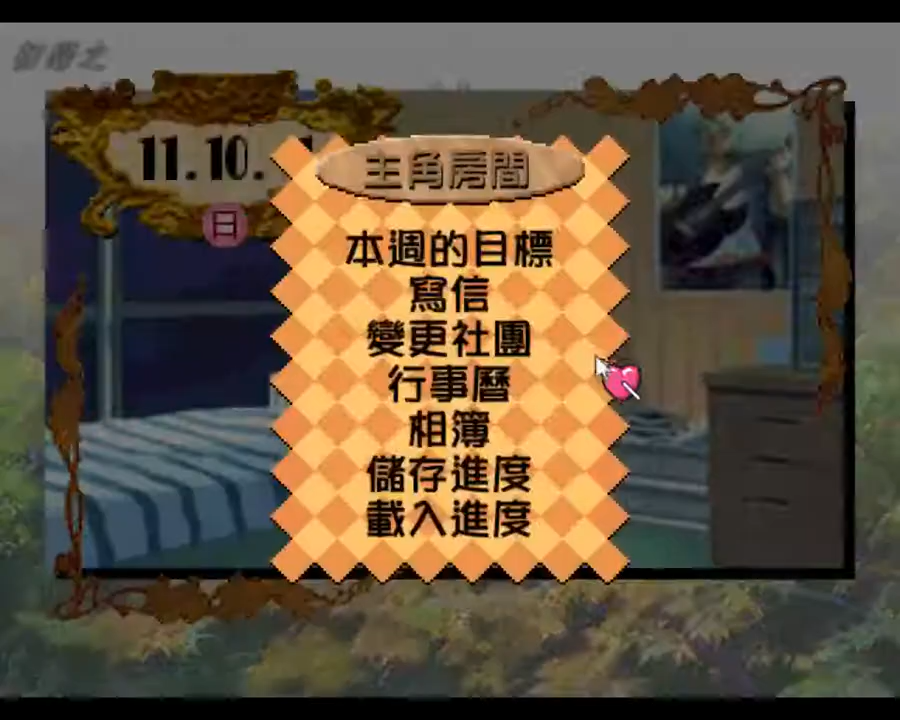 11.10.
日
主角房間
本週的目標
寫信
變更社團
行事曆
相簿
儲存進度
載入進度